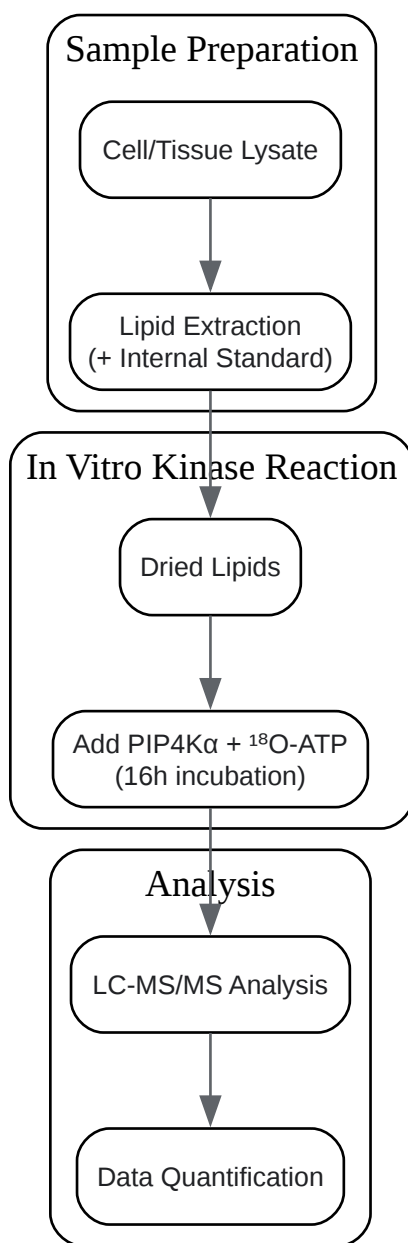 Sample Preparation
Cell/Tissue Lysate
Lipid Extraction
(+ Internal Standard)
In Vitro Kinase Reaction
Dried Lipids
Add PIP4Kα + ¹⁸O-ATP
(16h incubation)
Analysis
LC-MS/MS Analysis
Data Quantification